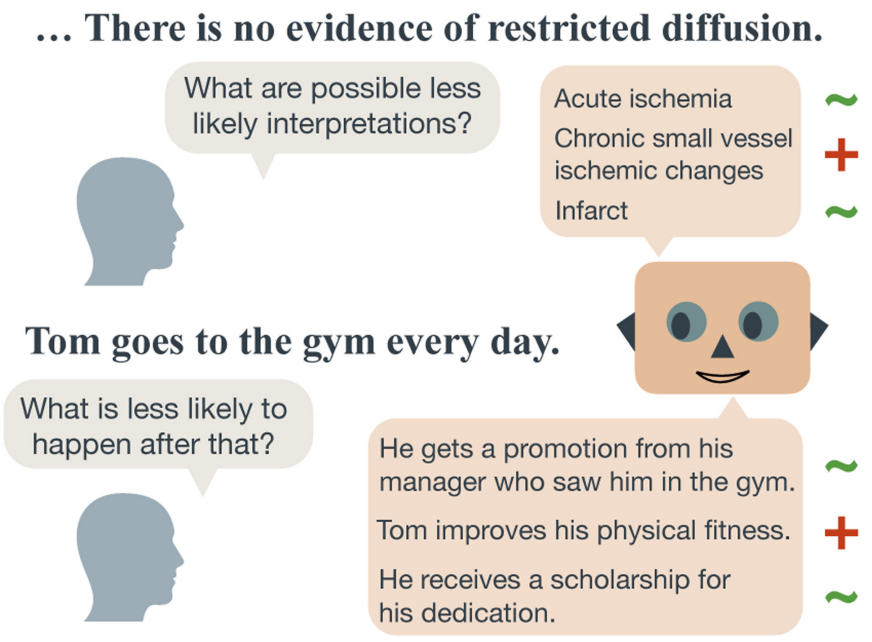 ... There is no evidence of restricted diffusion.
What are possible less
likely interpretations?
Acute ischemia
~
Chronic small vessel
ischemic changes
+
Infarct
~
Tom goes to the gym every day.
What is less likely to
happen after that?
He gets a promotion from his
manager who saw him in the gym.
~
Tom improves his physical fitness.
+
He receives a scholarship for
his dedication.
~